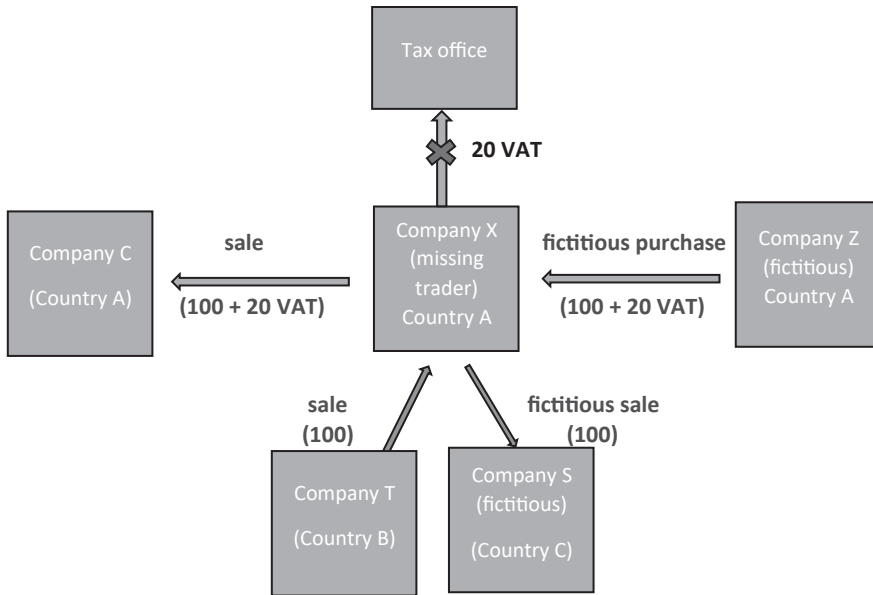 Tax office
20 VAT
Company C
(Country A)
sale
(100 + 20 VAT)
Company X
(missing
trader)
Country A
fictitious purchase
(100 + 20 VAT)
Company Z
(fictitious)
Country A
sale
(100)
fictitious sale
(100)
Company T
(Country B)
Company S
(fictitious)
(Country C)